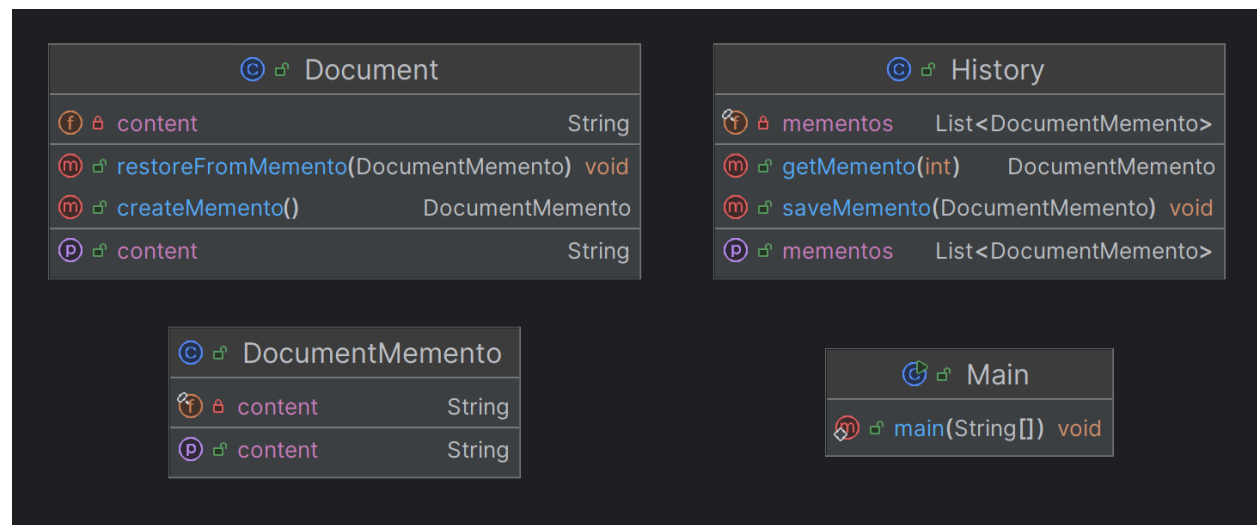 Document
content String
restoreFromMemento(DocumentMemento) void
createMemento() DocumentMemento
content String
History
mementos List<DocumentMemento>
getMemento(int) DocumentMemento
saveMemento(DocumentMemento) void
mementos List<DocumentMemento>
DocumentMemento
content String
content String
Main
main(String[]) void